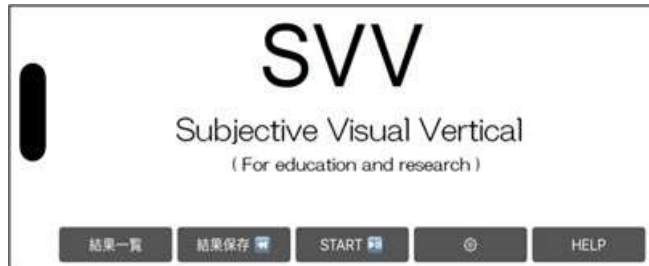 SVV
Subjective Visual Vertical
(For education and research)
結果一覧 結果保存⏪ START⏯ ⚙ HELP